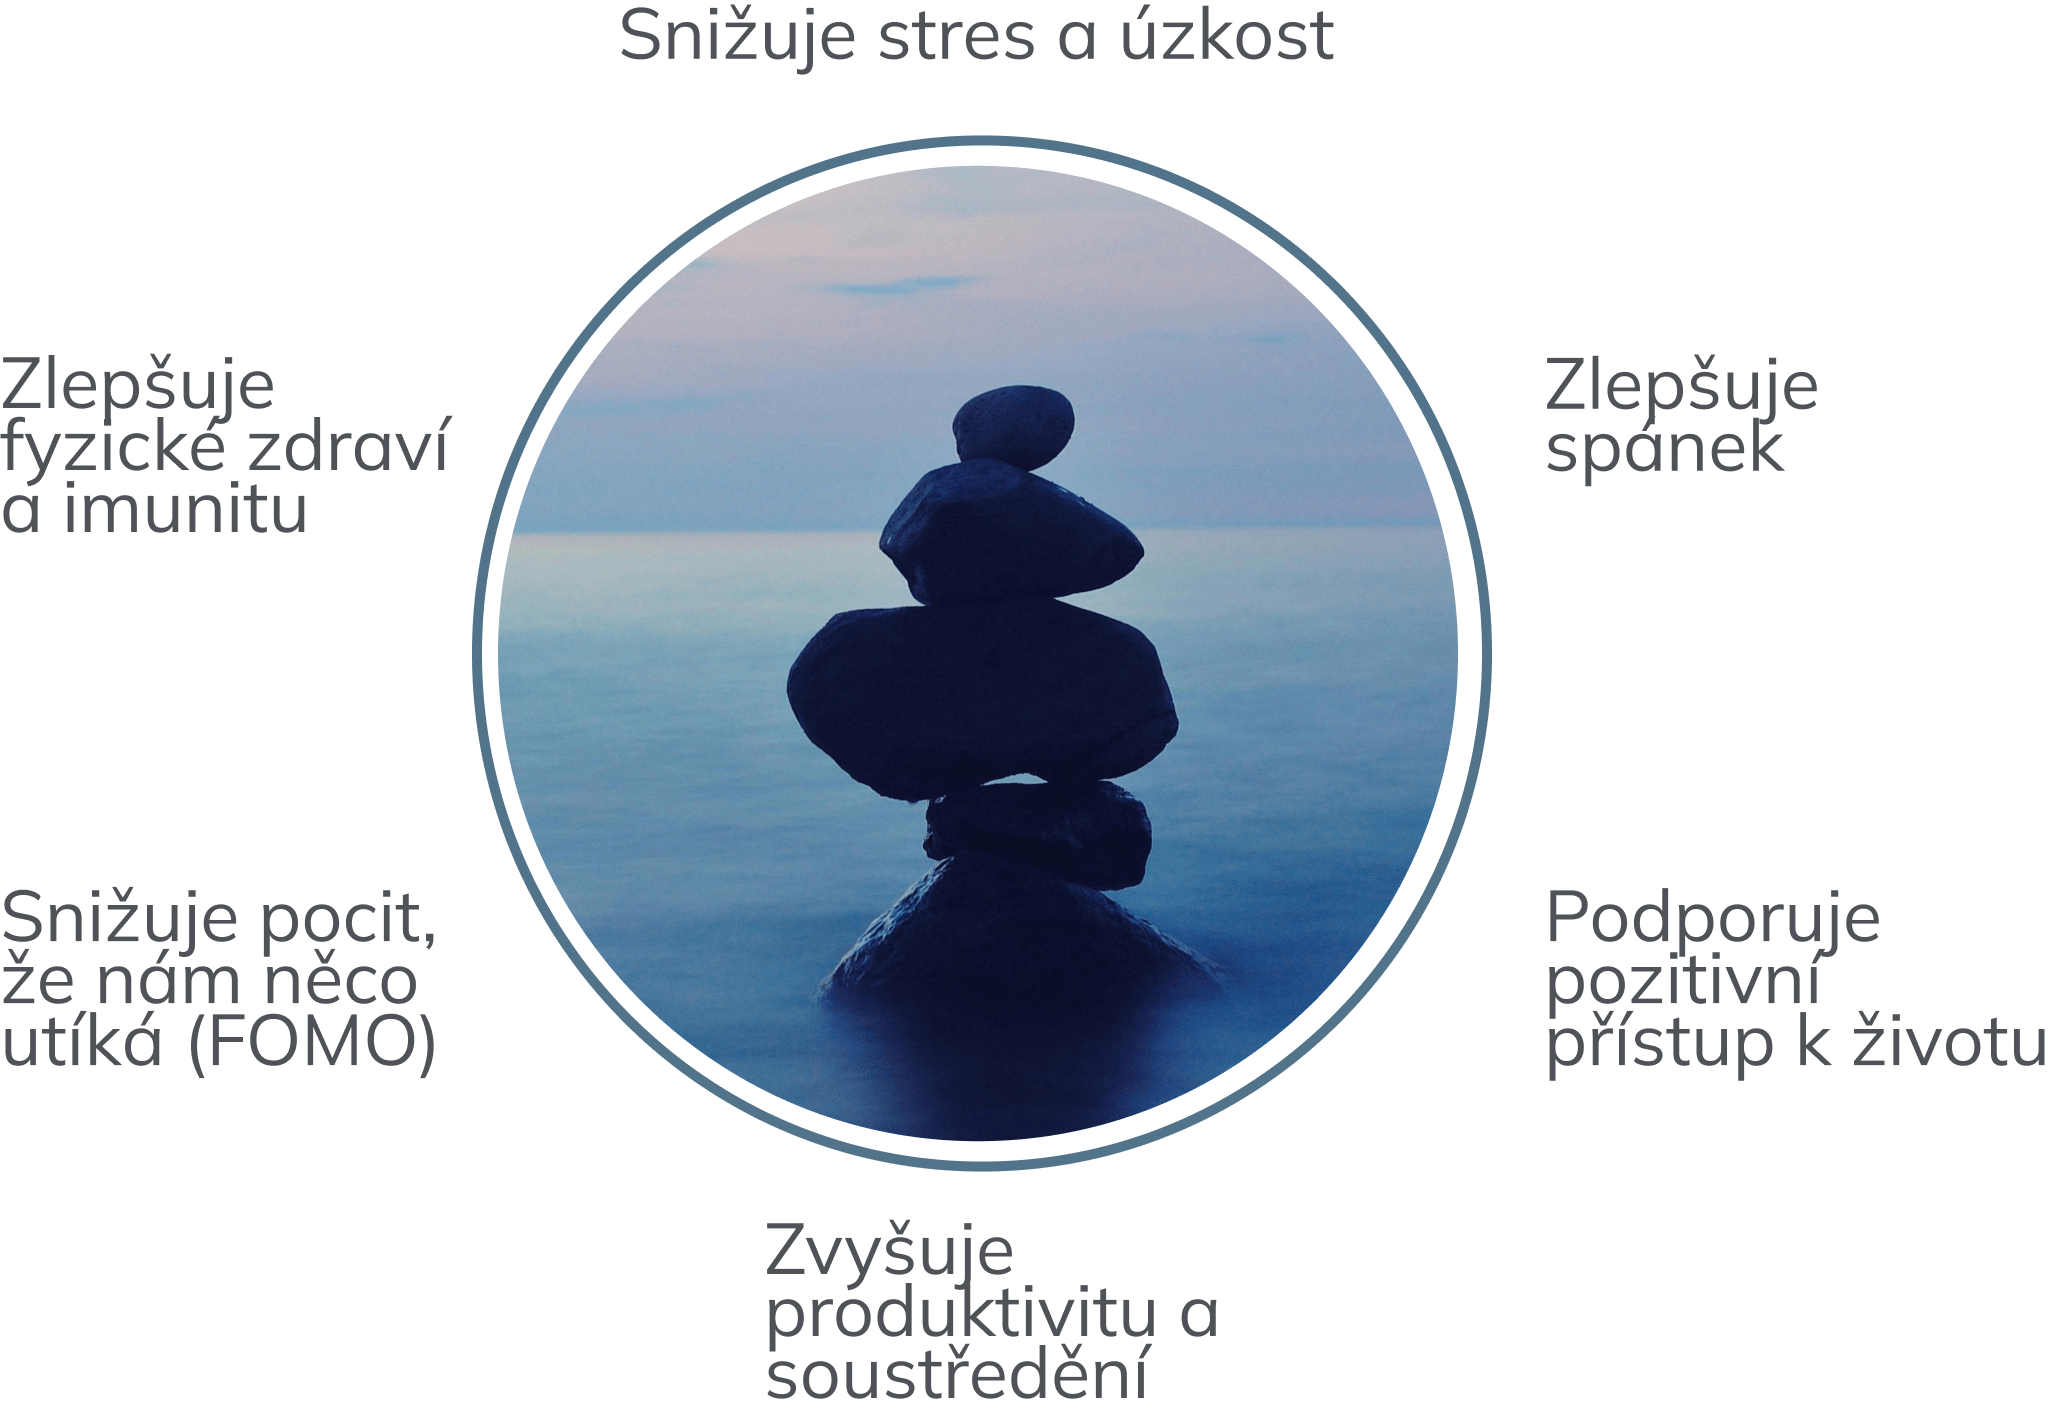 Snižuje stres a úzkost
Zlepšuje
fyzické zdraví
a imunitu
Zlepšuje
spánek
Snižuje pocit,
že nám něco
utíká (FOMO)
Podporuje
pozitivní
přístup k životu
Zvyšuje
produktivitu a
soustředění